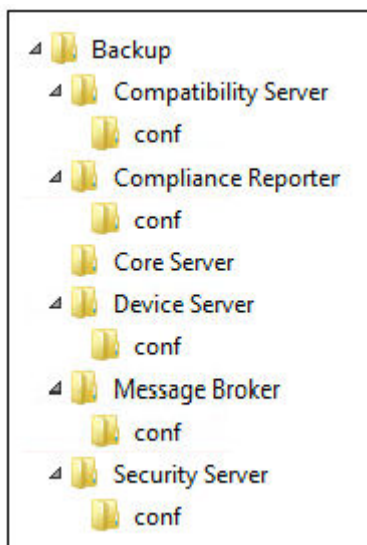 Backup
Compatibility Server
conf
Compliance Reporter
conf
Core Server
Device Server
conf
Message Broker
conf
Security Server
conf